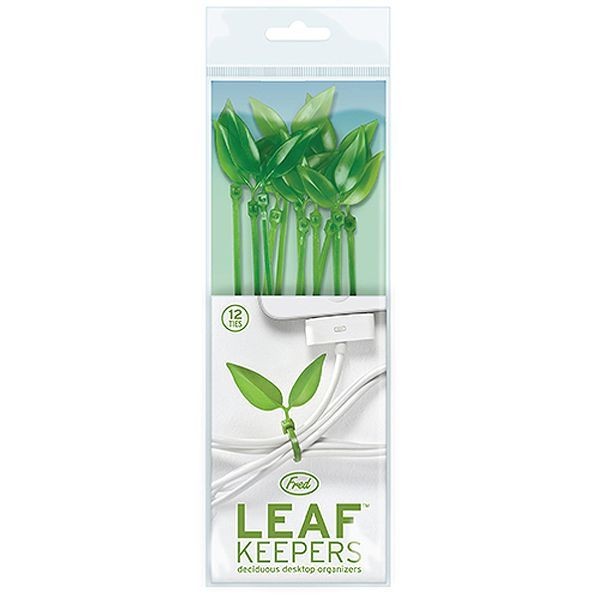 12
TIES
Fred
LEAF™
KEEPERS
deciduous desktop organizers